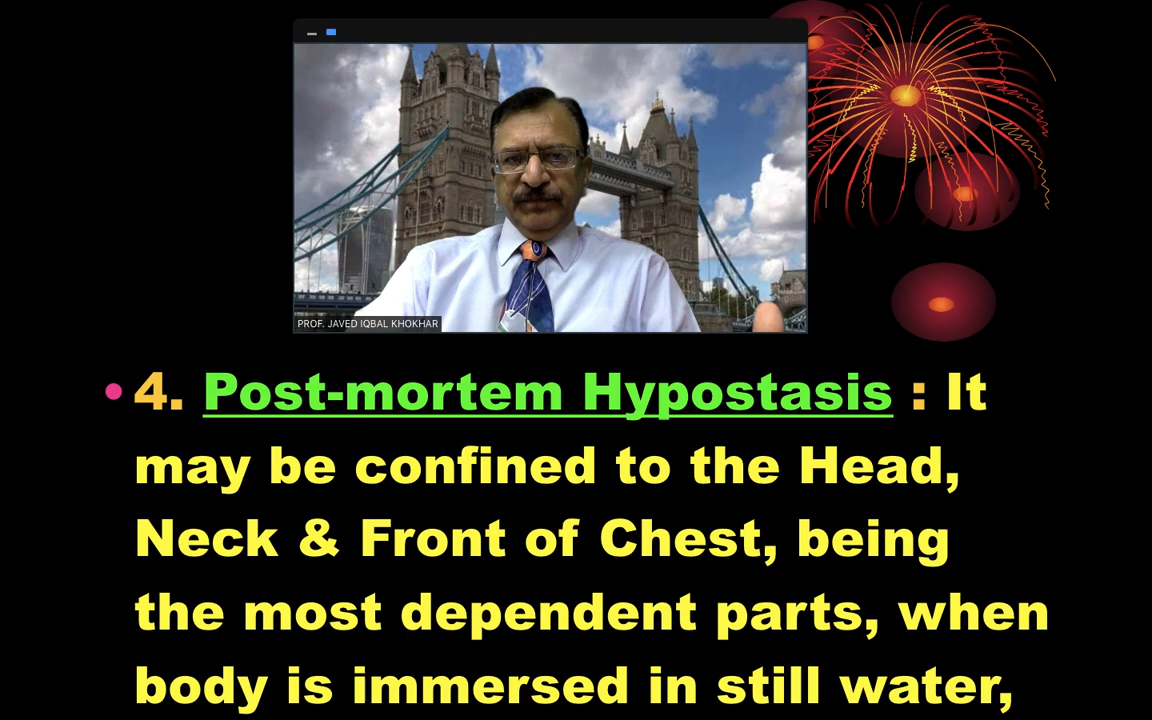 PROF. JAVED IQBAL KHOKHAR
• 4. Post-mortem Hypostasis : It
may be confined to the Head,
Neck & Front of Chest, being
the most dependent parts, when
body is immersed in still water,